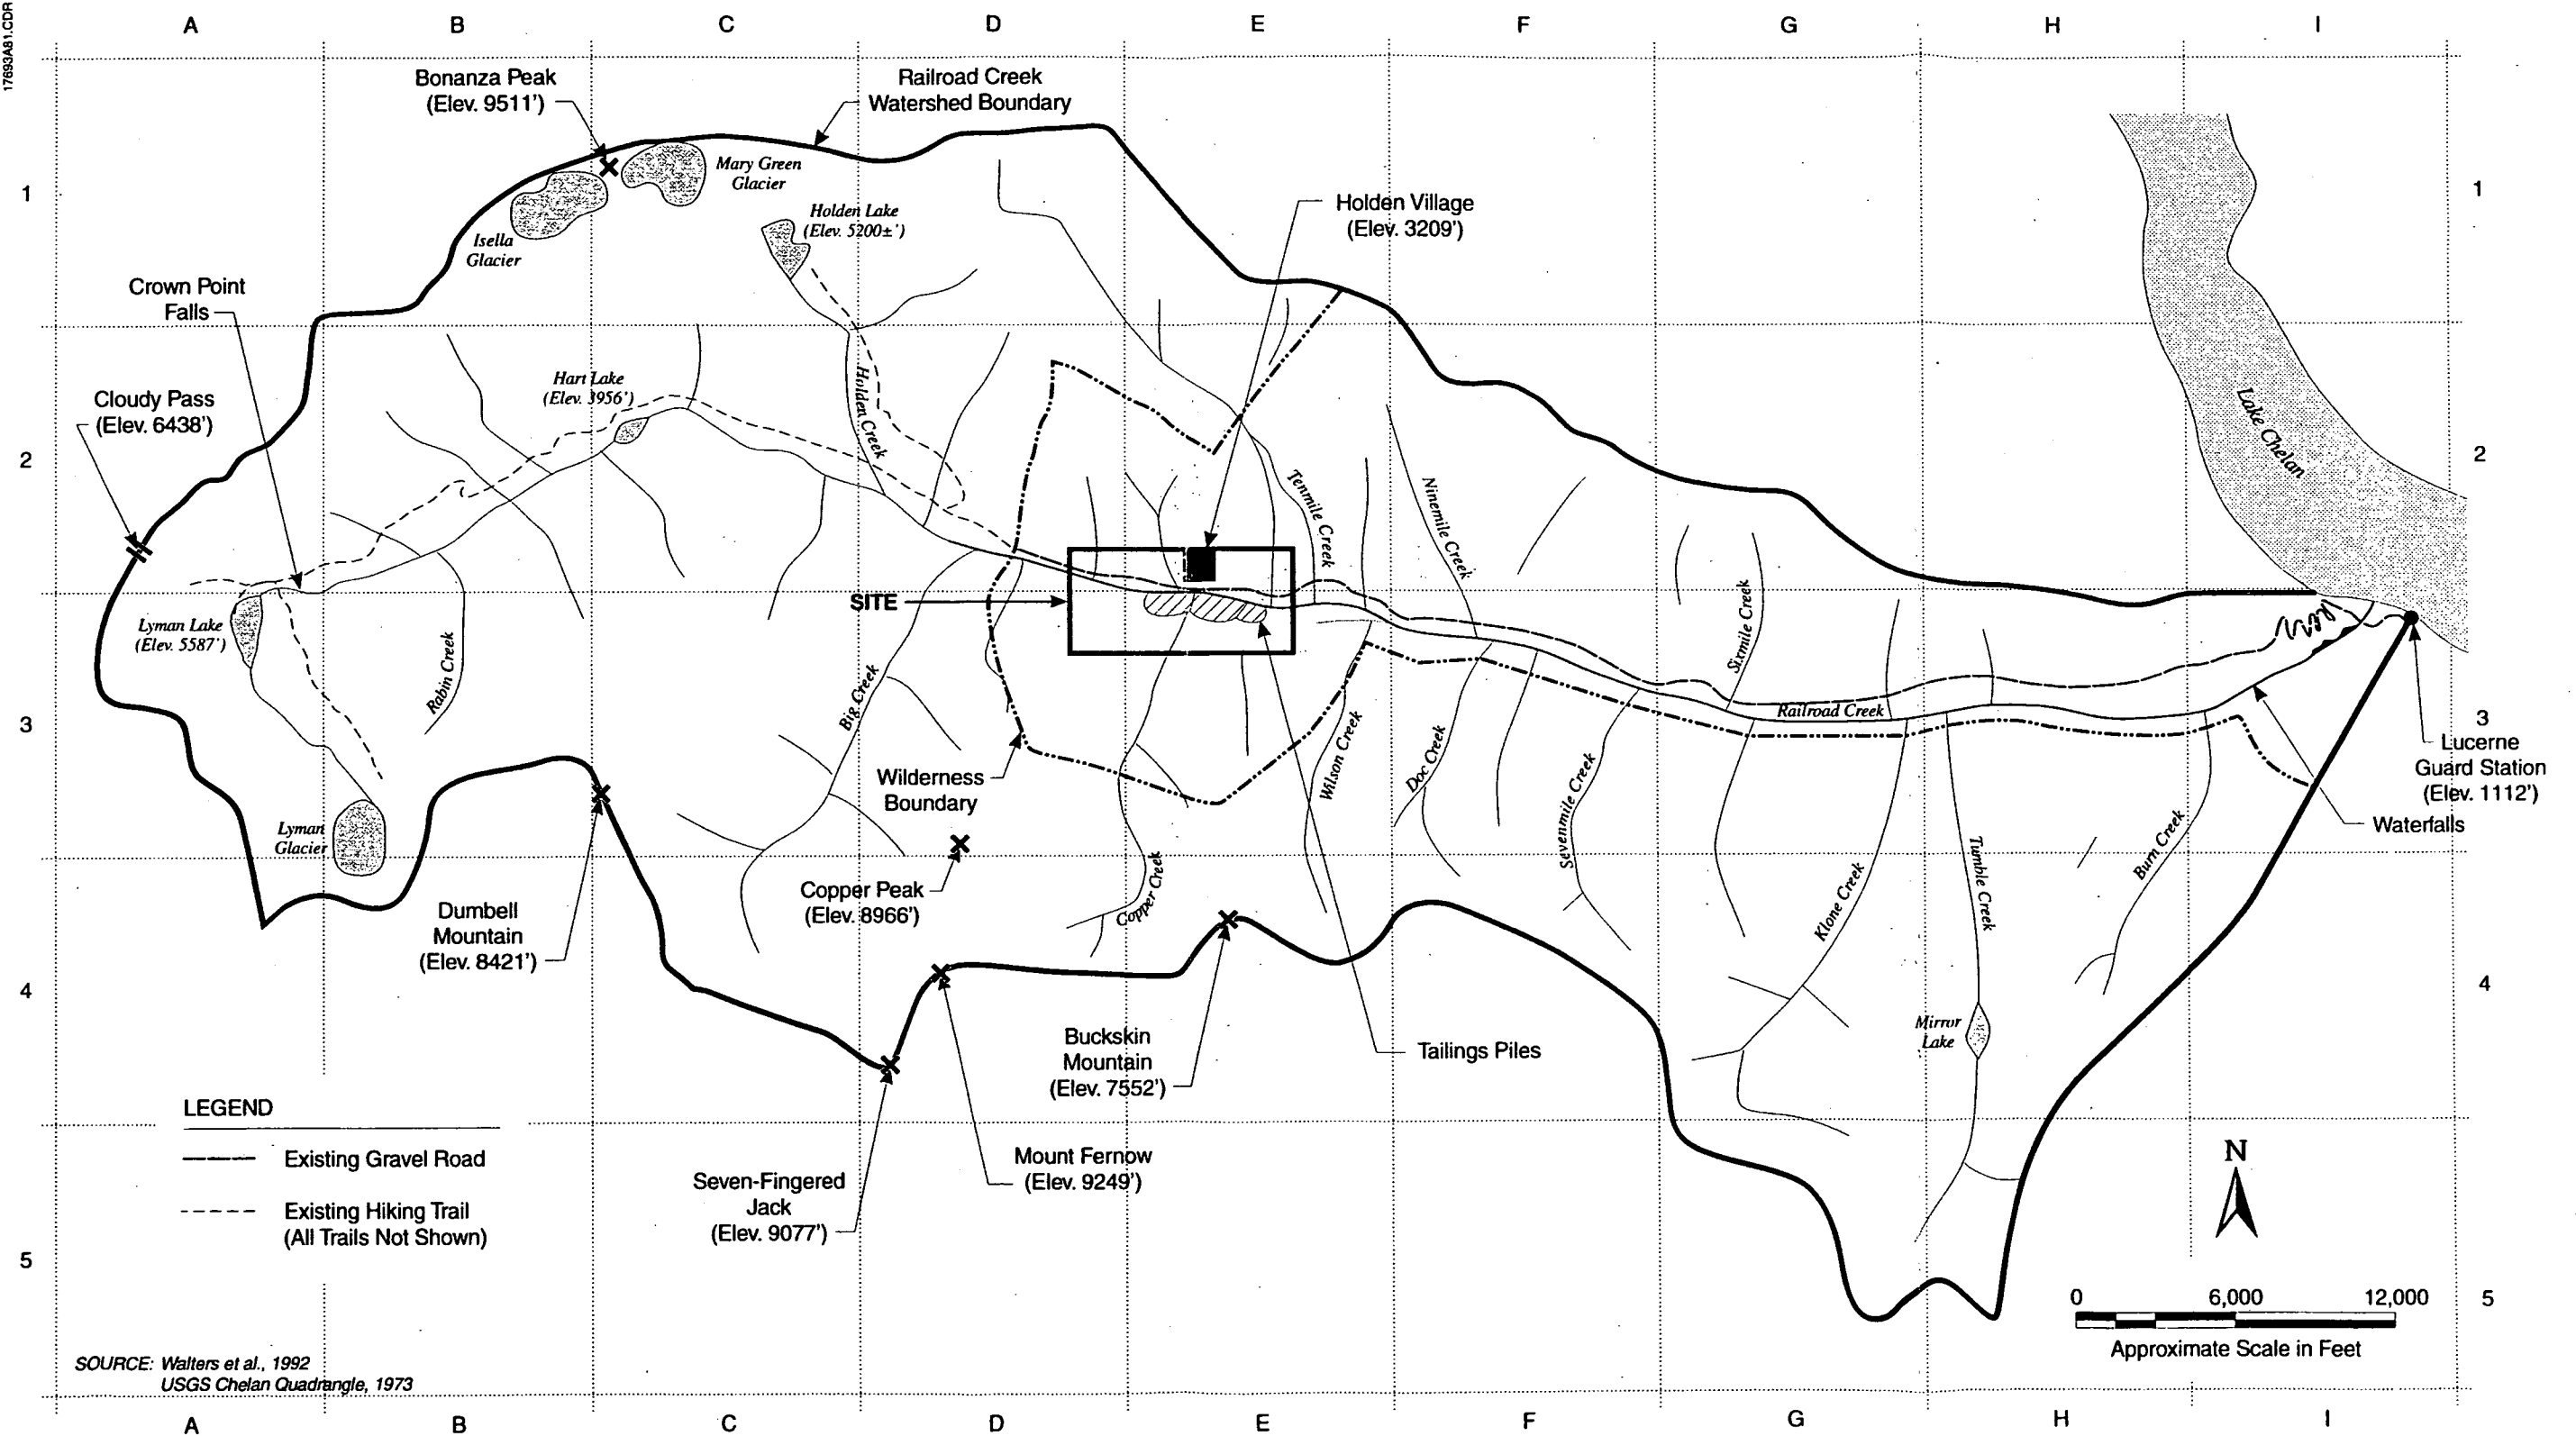 17693A81.CDR
A B C D E F G H I
Bonanza Peak
(Elev. 9511')
Railroad Creek
Watershed Boundary
Mary Green
Glacier
1
1
Holden Lake
(Elev. 5200±')
Holden Village
(Elev. 3209')
Isella
Glacier
Crown Point
Falls
Hart Lake
(Elev. 3956')
Cloudy Pass
(Elev. 6438')
Holden Creek
Lake Chelan
2
2
Tenmile Creek
Ninemile Creek
SITE
Lyman Lake
(Elev. 5587')
Rabin Creek
Big Creek
Sixmile Creek
Railroad Creek
3
3
Wilderness
Boundary
Wilson Creek
Doc Creek
Sevenmile Creek
Lucerne
Guard Station
(Elev. 1112')
Waterfalls
Lyman
Glacier
Copper Peak
(Elev. 8966')
Copper Creek
Klone Creek
Tumble Creek
Burn Creek
Dumbell
Mountain
(Elev. 8421')
4
4
Mirror
Lake
Buckskin
Mountain
(Elev. 7552')
Tailings Piles
LEGEND
Existing Gravel Road
Existing Hiking Trail
(All Trails Not Shown)
Seven-Fingered
Jack
(Elev. 9077')
Mount Fernow
(Elev. 9249')
N
5
5
0 6,000 12,000
Approximate Scale in Feet
SOURCE: Walters et al., 1992
USGS Chelan Quadrangle, 1973
A B C D E F G H I